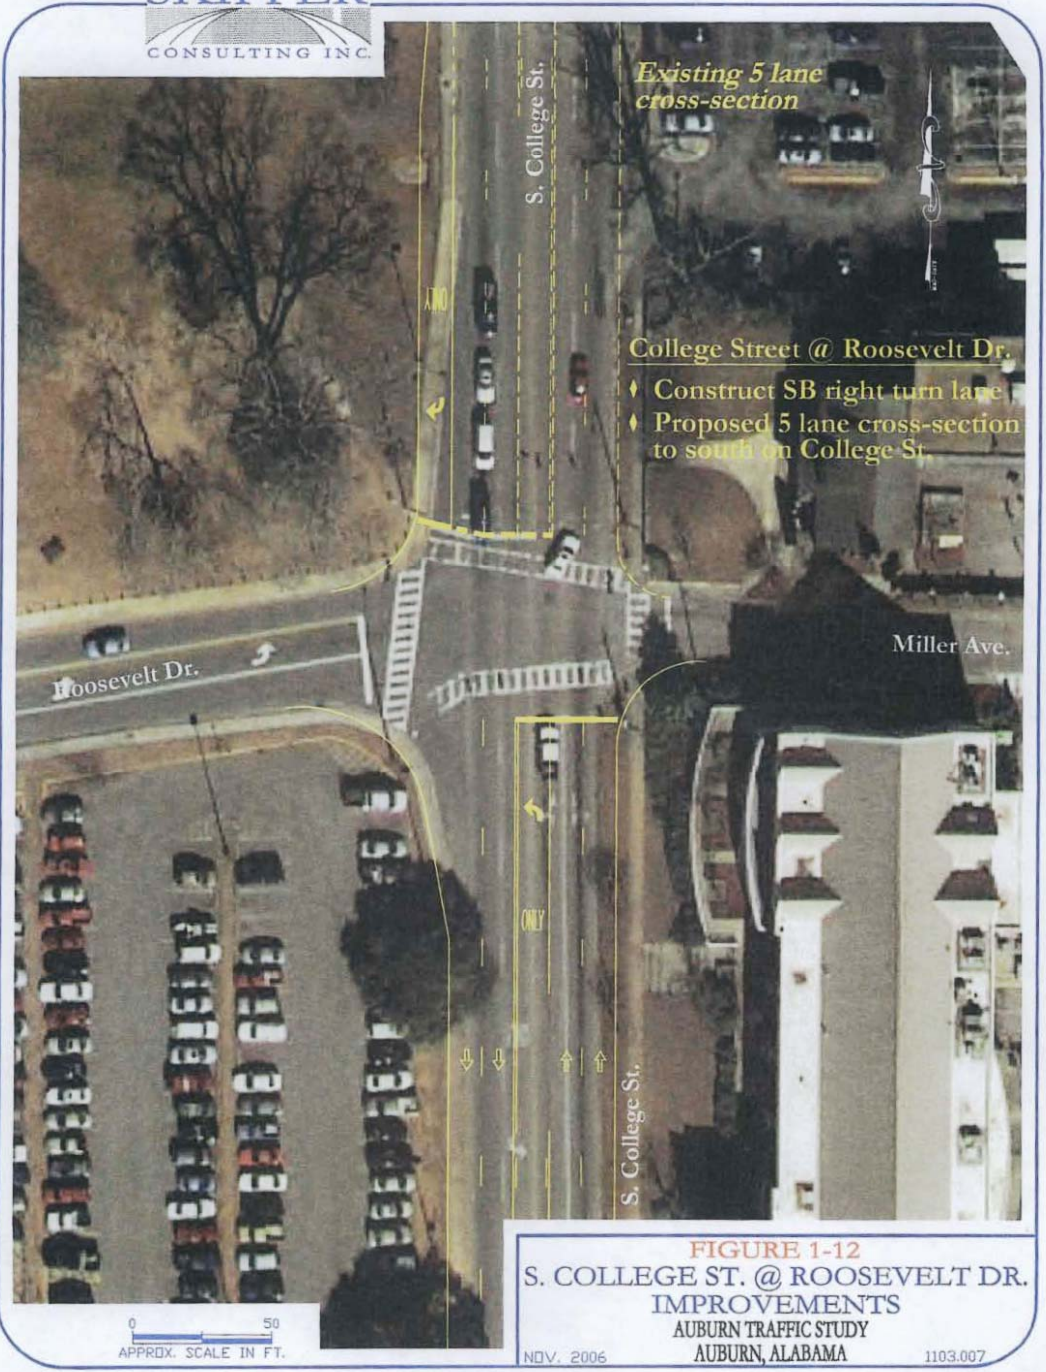 CONSULTING INC.
S. College St.
Existing 5 lane
cross-section
ONLY
College Street @ Roosevelt Dr.
Construct SB right turn lane
Proposed 5 lane cross-section
to south on College St.
Miller Ave.
Roosevelt Dr.
ONLY
S. College St.
FIGURE 1-12
S. COLLEGE ST. @ ROOSEVELT DR.
IMPROVEMENTS
AUBURN TRAFFIC STUDY
AUBURN, ALABAMA
NOV. 2006
1103.007
0 50
APPROX. SCALE IN FT.